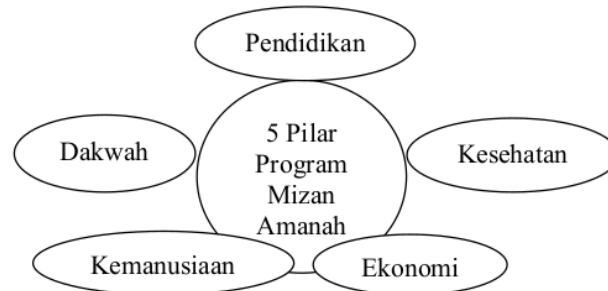 Pendidikan
5 Pilar
Program
Mizan
Amanah
Dakwah
Kesehatan
Kemanusiaan
Ekonomi